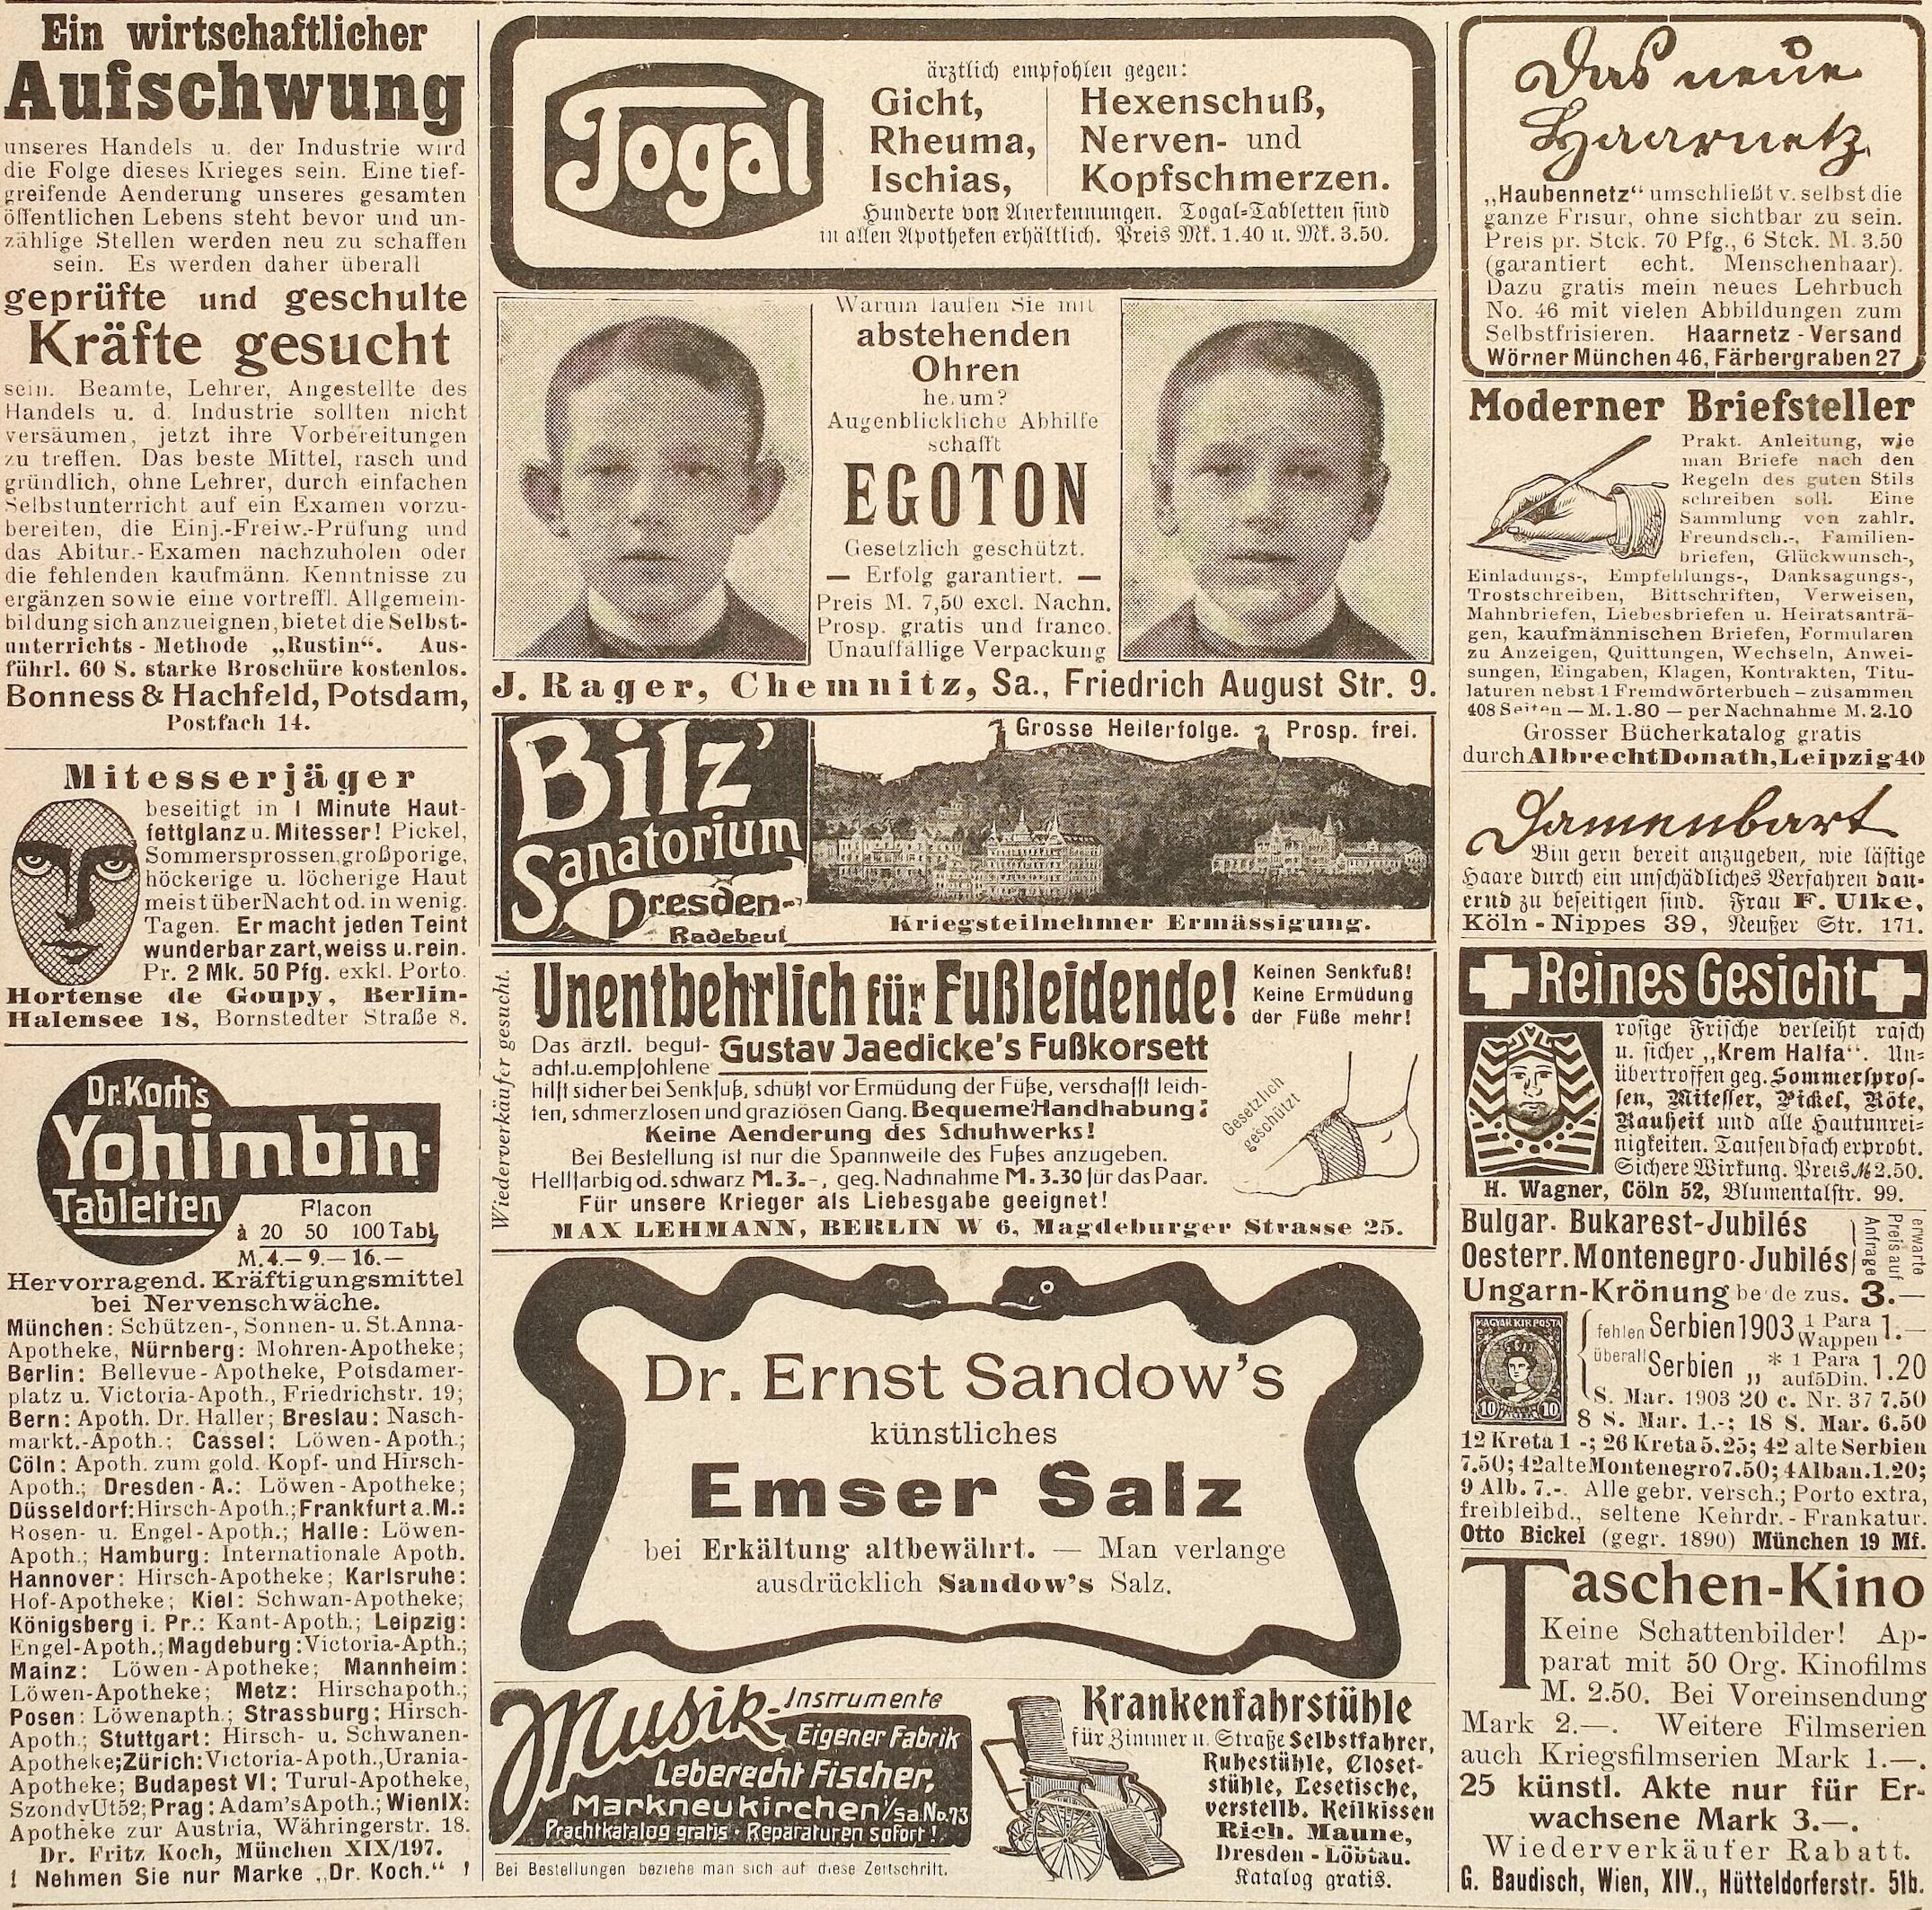 Ein wirtschaftlicher
Aufschwung
unseres Handels u. der Industrie wird
die Folge dieses Krieges sein. Eine tief-
greifende Aenderung unseres gesamten
öffentlichen Lebens steht bevor und un-
zählige Stellen werden neu zu schaffen
sein. Es werden daher überall
geprüfte und geschulte
Kräfte gesucht
sein. Beamte, Lehrer, Angestellte des
Handels u. d. Industrie sollten nicht
versäumen, jetzt ihre Vorbereitungen
zu treffen. Das beste Mittel, rasch und
gründlich, ohne Lehrer, durch einfachen
Selbstunterricht auf ein Examen vorzu-
bereiten, die Einj.-Freiw.-Prüfung und
das Abitur.-Examen nachzuholen oder
die fehlenden kaufmänn. Kenntnisse zu
ergänzen sowie eine vortreffl. Allgemein-
bildung sich anzueignen, bietet die Selbst-
unterrichts-Methode „Rustin“. Aus-
führl. 60 S. starke Broschüre kostenlos.
Bonness & Hachfeld, Potsdam,
Postfach 14.
Mitesserjäger
beseitigt in 1 Minute Haut-
fettglanz u. Mitesser! Pickel,
Sommersprossen, großporige,
höckerige u. löcherige Haut
meist über Nacht od. in wenig.
Tagen. Er macht jeden Teint
wunderbar zart, weiss u. rein.
Pr. 2 Mk. 50 Pfg. exkl. Porto.
Hortense de Goupy, Berlin-
Halensee 18, Bornstedter Straße 8.
Dr. Koch's
Yohimbin-
Tabletten
Flacon
à 20 50 100 Tabl.
M. 4.— 9.— 16.—
Hervorragend. Kräftigungsmittel
bei Nervenschwäche.
München: Schützen-, Sonnen- u. St. Anna-
Apotheke, Nürnberg: Mohren-Apotheke;
Berlin: Bellevue-Apotheke, Potsdamer-
platz u. Victoria-Apoth., Friedrichstr. 19;
Bern: Apoth. Dr. Haller; Breslau: Nasch-
markt.-Apoth.; Cassel: Löwen-Apoth.;
Cöln: Apoth. zum gold. Kopf- und Hirsch-
Apoth.; Dresden-A.: Löwen-Apotheke;
Düsseldorf: Hirsch-Apoth.; Frankfurt a. M.:
Rosen- u. Engel-Apoth.; Halle: Löwen-
Apoth.; Hamburg: Internationale Apoth.
Hannover: Hirsch-Apotheke; Karlsruhe:
Hof-Apotheke; Kiel: Schwan-Apotheke;
Königsberg i. Pr.: Kant-Apoth.; Leipzig:
Engel-Apoth.; Magdeburg: Victoria-Apth.;
Mainz: Löwen-Apotheke; Mannheim:
Löwen-Apotheke; Metz: Hirschapoth.;
Posen: Löwenapth.; Strassburg: Hirsch-
Apoth.; Stuttgart: Hirsch- u. Schwanen-
Apotheke; Zürich: Victoria-Apoth., Urania-
Apotheke; Budapest VI: Turul-Apotheke,
Szondy Ut 52; Prag: Adam's Apoth.; Wien IX:
Apotheke zur Austria, Währingerstr. 18.
Dr. Fritz Koch, München XIX/197.
! Nehmen Sie nur Marke „Dr. Koch.“ !
Togal
ärztlich empfohlen gegen:
Gicht, Hexenschuß,
Rheuma, Nerven- und
Ischias, Kopfschmerzen.
Hunderte von Anerkennungen. Togal-Tabletten sind
in allen Apotheken erhältlich. Preis Mk. 1.40 u. Mk. 3.50.
Warum laufen Sie mit
abstehenden
Ohren
herum?
Augenblickliche Abhilfe
schafft
EGOTON
Gesetzlich geschützt.
— Erfolg garantiert. —
Preis M. 7,50 excl. Nachn.
Prosp. gratis und franco.
Unauffällige Verpackung
J. Rager, Chemnitz, Sa., Friedrich August Str. 9.
Bilz'
Sanatorium
Dresden-
Radebeul
Grosse Heilerfolge. Prosp. frei.
Kriegsteilnehmer Ermässigung.
Wiederverkäufer gesucht.
Unentbehrlich für Fußleidende!
Keinen Senkfuß!
Keine Ermüdung
der Füße mehr!
Das ärztl. begut-
acht. u. empfohlene
Gustav Jaedicke's Fußkorsett
hilft sicher bei Senkfuß, schützt vor Ermüdung der Füße, verschafft leich-
ten, schmerzlosen und graziösen Gang. Bequeme Handhabung!
Keine Aenderung des Schuhwerks!
Bei Bestellung ist nur die Spannweile des Fußes anzugeben.
Hellfarbig od. schwarz M. 3.-, geg. Nachnahme M. 3.30 für das Paar.
Für unsere Krieger als Liebesgabe geeignet!
Gesetzlich
geschützt
MAX LEHMANN, BERLIN W 6, Magdeburger Strasse 25.
Dr. Ernst Sandow's
künstliches
Emser Salz
bei Erkältung altbewährt. — Man verlange
ausdrücklich Sandow's Salz.
Musik-Instrumente
Eigener Fabrik
Leberecht Fischer,
Markneukirchen i/Sa. No. 73
Prachtkatalog gratis · Reparaturen sofort!
Bei Bestellungen beziehe man sich auf diese Zeitschrift.
Krankenfahrstühle
für Zimmer u. Straße Selbstfahrer,
Ruhestühle, Closet-
stühle, Lesetische,
verstellb. Keilkissen
Rich. Maune,
Dresden-Löbtau.
Katalog gratis.
Das neue
Haarnetz
„Haubennetz“ umschließt v. selbst die
ganze Frisur, ohne sichtbar zu sein.
Preis pr. Stck. 70 Pfg., 6 Stck. M. 3.50
(garantiert echt. Menschenhaar).
Dazu gratis mein neues Lehrbuch
No. 46 mit vielen Abbildungen zum
Selbstfrisieren. Haarnetz-Versand
Wörner München 46, Färbergraben 27
Moderner Briefsteller
Prakt. Anleitung, wie
man Briefe nach den
Regeln des guten Stils
schreiben soll. Eine
Sammlung von zahlr.
Freundsch.-, Familien-
briefen, Glückwunsch-,
Einladungs-, Empfehlungs-, Danksagungs-,
Trostschreiben, Bittschriften, Verweisen,
Mahnbriefen, Liebesbriefen u. Heiratsanträ-
gen, kaufmännischen Briefen, Formularen
zu Anzeigen, Quittungen, Wechseln, Anwei-
sungen, Eingaben, Klagen, Kontrakten, Titu-
laturen nebst 1 Fremdwörterbuch – zusammen
408 Seiten — M. 1.80 — per Nachnahme M. 2.10
Grosser Bücherkatalog gratis
durch Albrecht Donath, Leipzig 40
Damenbart
Bin gern bereit anzugeben, wie lästige
Haare durch ein unschädliches Verfahren dau-
ernd zu beseitigen sind. Frau F. Ulke,
Köln-Nippes 39, Neußer Str. 171.
Reines Gesicht
rosige Frische verleiht rasch
u. sicher „Krem Halfa“. Un-
übertroffen geg. Sommerspros-
sen, Mitesser, Pickel, Röte,
Rauheit und alle Hautunrei-
nigkeiten. Tausendfach erprobt.
Sichere Wirkung. Preis M 2.50.
H. Wagner, Cöln 52, Blumentalstr. 99.
Bulgar. Bukarest-Jubilés
Oesterr. Montenegro-Jubilés
erwarte
Preis auf
Anfrage
Ungarn-Krönung beide zus. 3.—
MAGYAR KIR POSTA
10 10
fehlen
überall
Serbien 1903 1 Para Wappen 1.—
Serbien „ * 1 Para auf 5 Din. 1.20
S. Mar. 1903 20 c. Nr. 37 7.50
8 S. Mar. 1.-; 18 S. Mar. 6.50
12 Kreta 1 -; 26 Kreta 5.25; 42 alte Serbien
7.50; 42 alte Montenegro 7.50; 4 Alban. 1.20;
9 Alb. 7.-. Alle gebr. versch.; Porto extra,
freibleibd., seltene Kehrdr.-Frankatur.
Otto Bickel (gegr. 1890) München 19 Mf.
Taschen-Kino
Keine Schattenbilder! Ap-
parat mit 50 Org. Kinofilms
M. 2.50. Bei Voreinsendung
Mark 2.—. Weitere Filmserien
auch Kriegsfilmserien Mark 1.—.
25 künstl. Akte nur für Er-
wachsene Mark 3.—.
Wiederverkäufer Rabatt.
G. Baudisch, Wien, XIV., Hütteldorferstr. 51b.